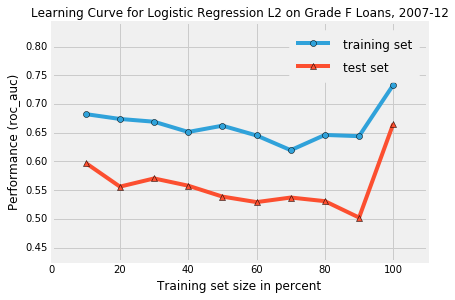 Learning Curve for Logistic Regression L2 on Grade F Loans, 2007-12
training set
test set
Performance (roc_auc)
0.80
0.75
0.70
0.65
0.60
0.55
0.50
0.45
0
20
40
60
80
100
Training set size in percent